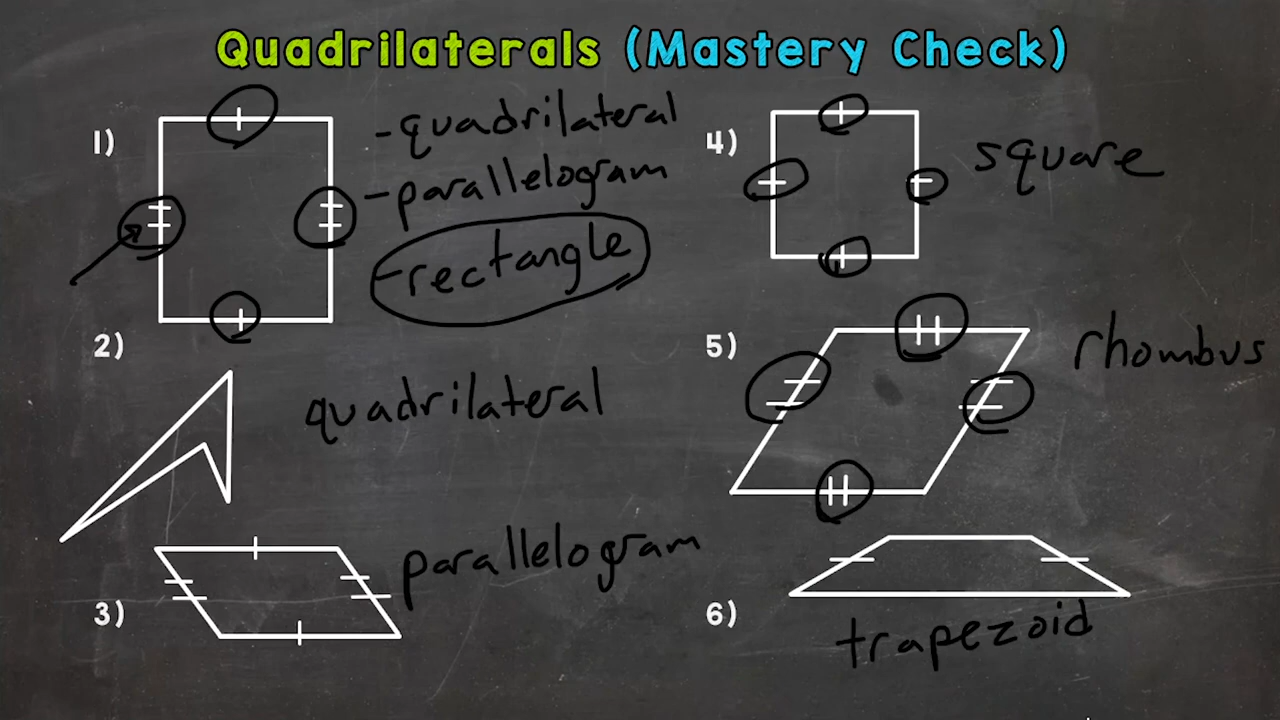 Quadrilaterals (Mastery Check)
1)
-quadrilateral
-parallelogram
-rectangle
2)
quadrilateral
3)
parallelogram
4)
square
5)
rhombus
6)
trapezoid